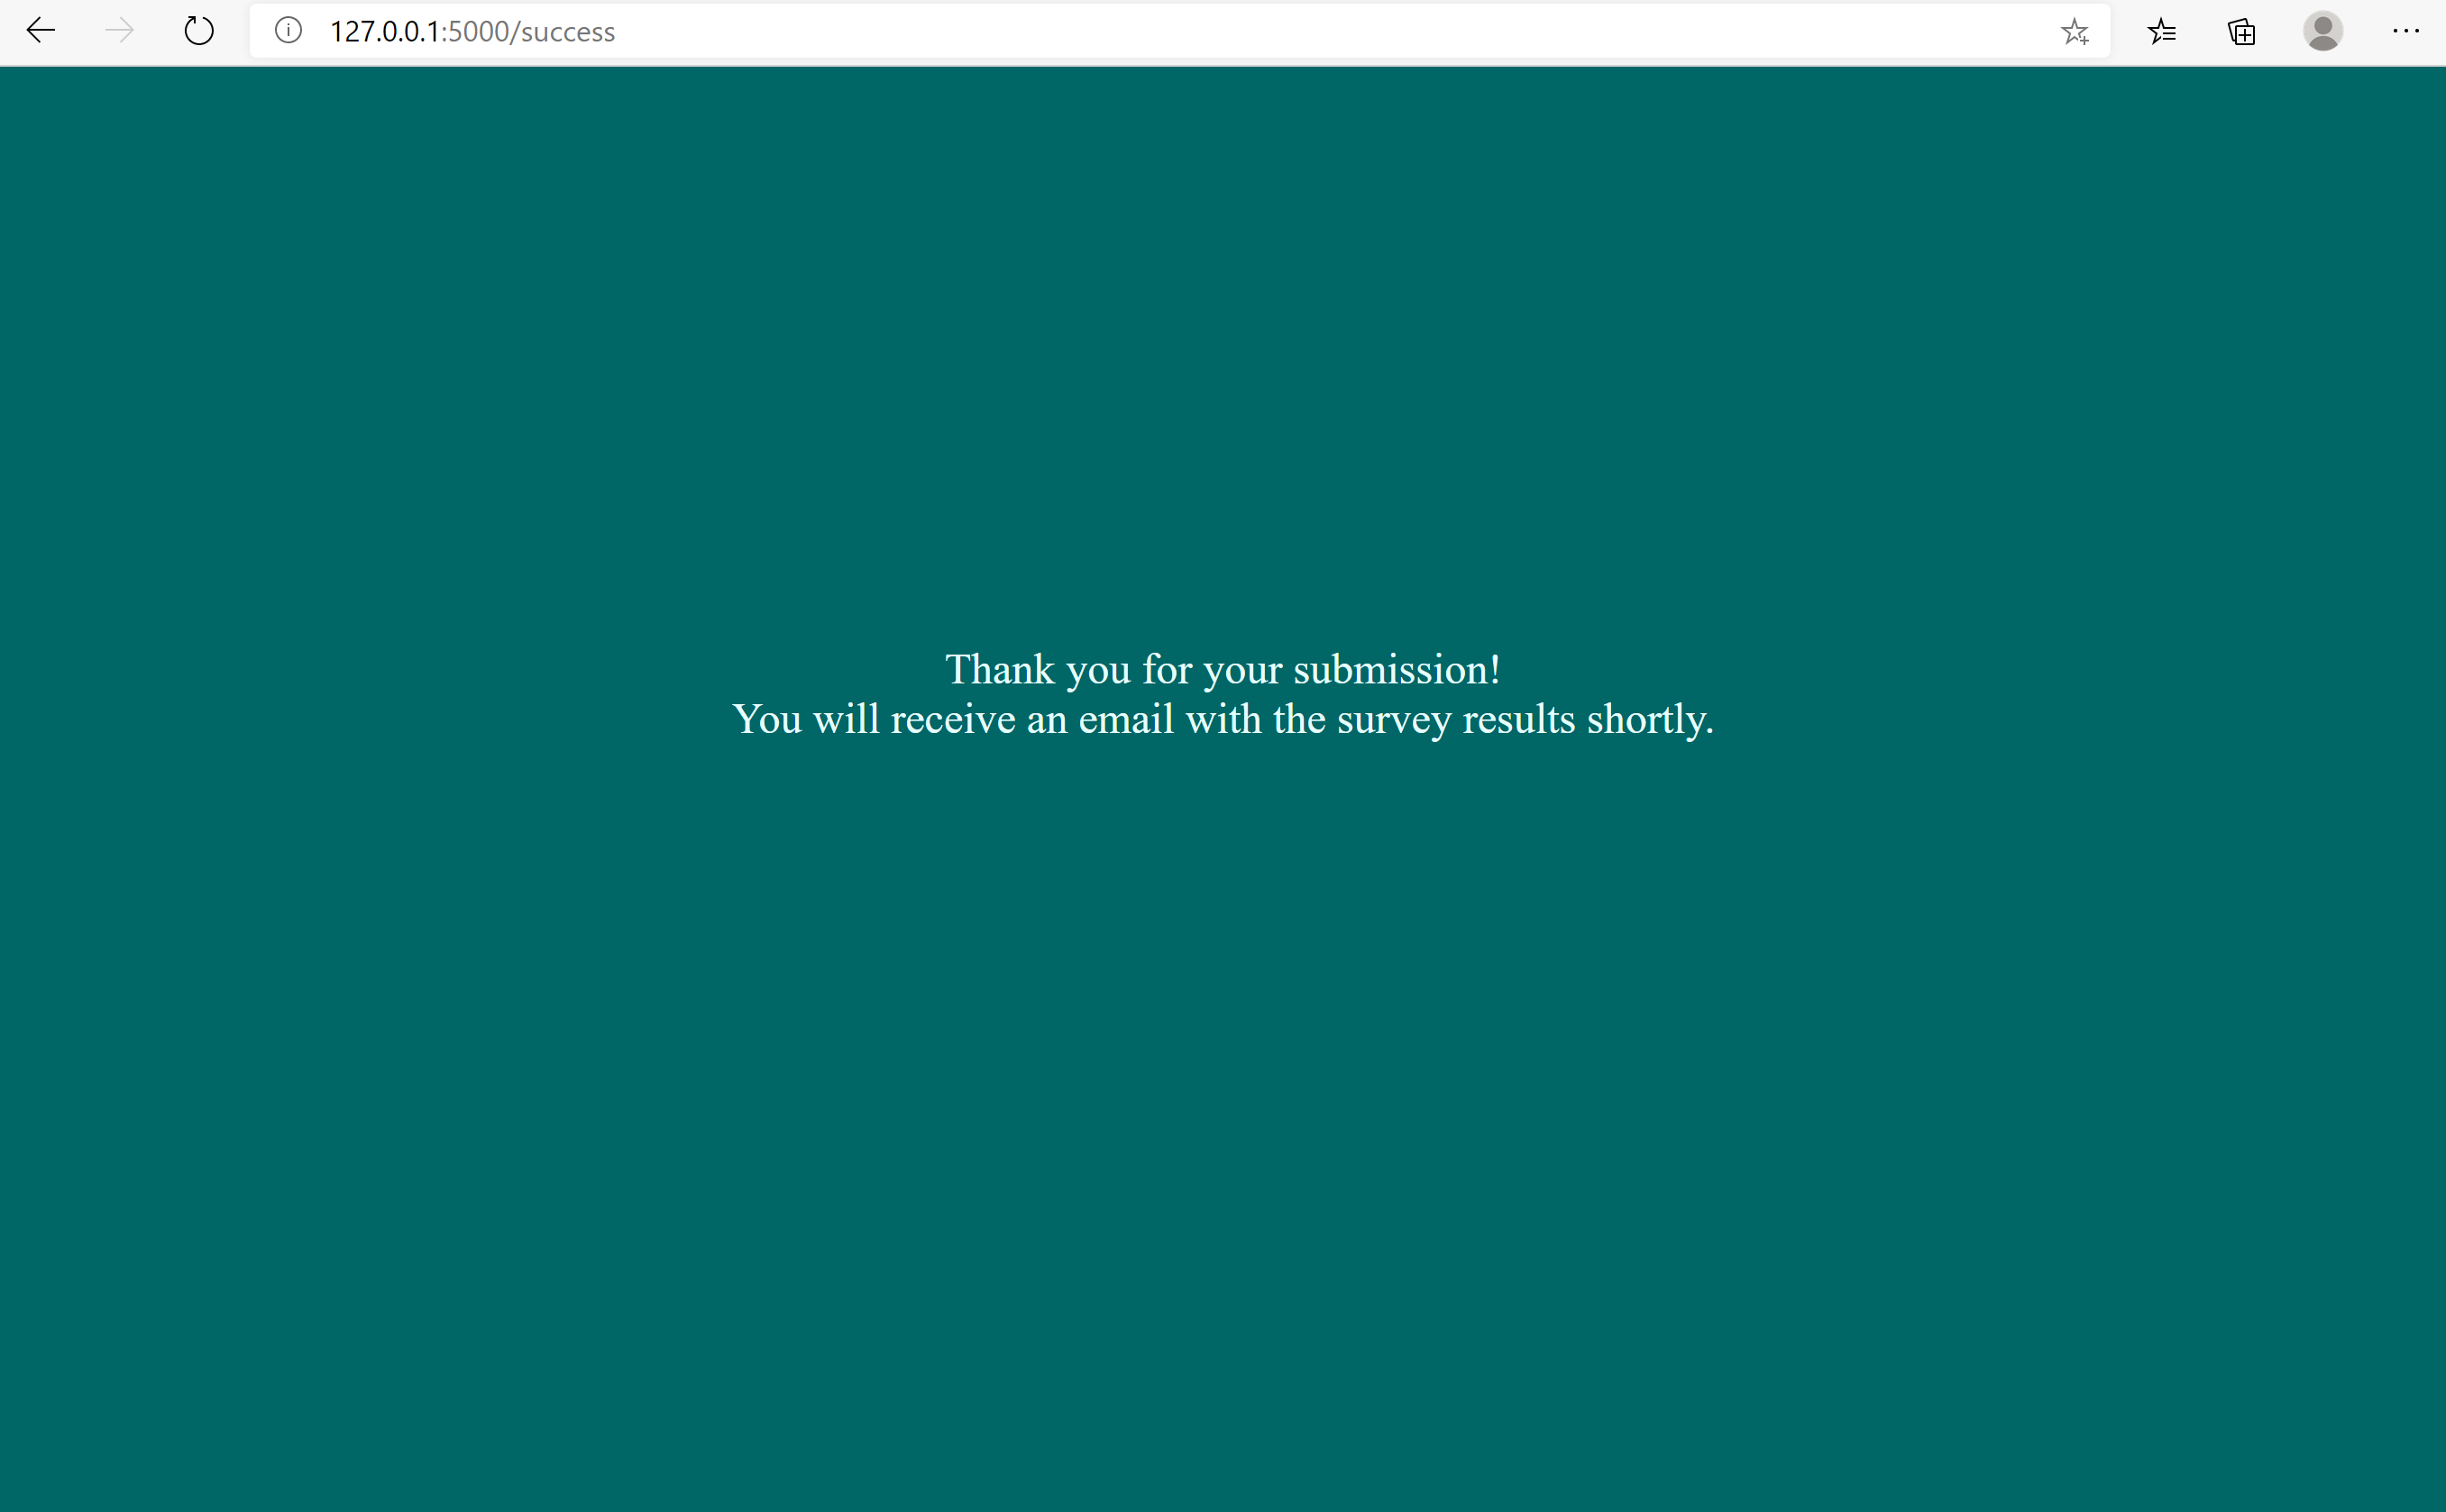 127.0.0.1:5000/success
Thank you for your submission!
You will receive an email with the survey results shortly.